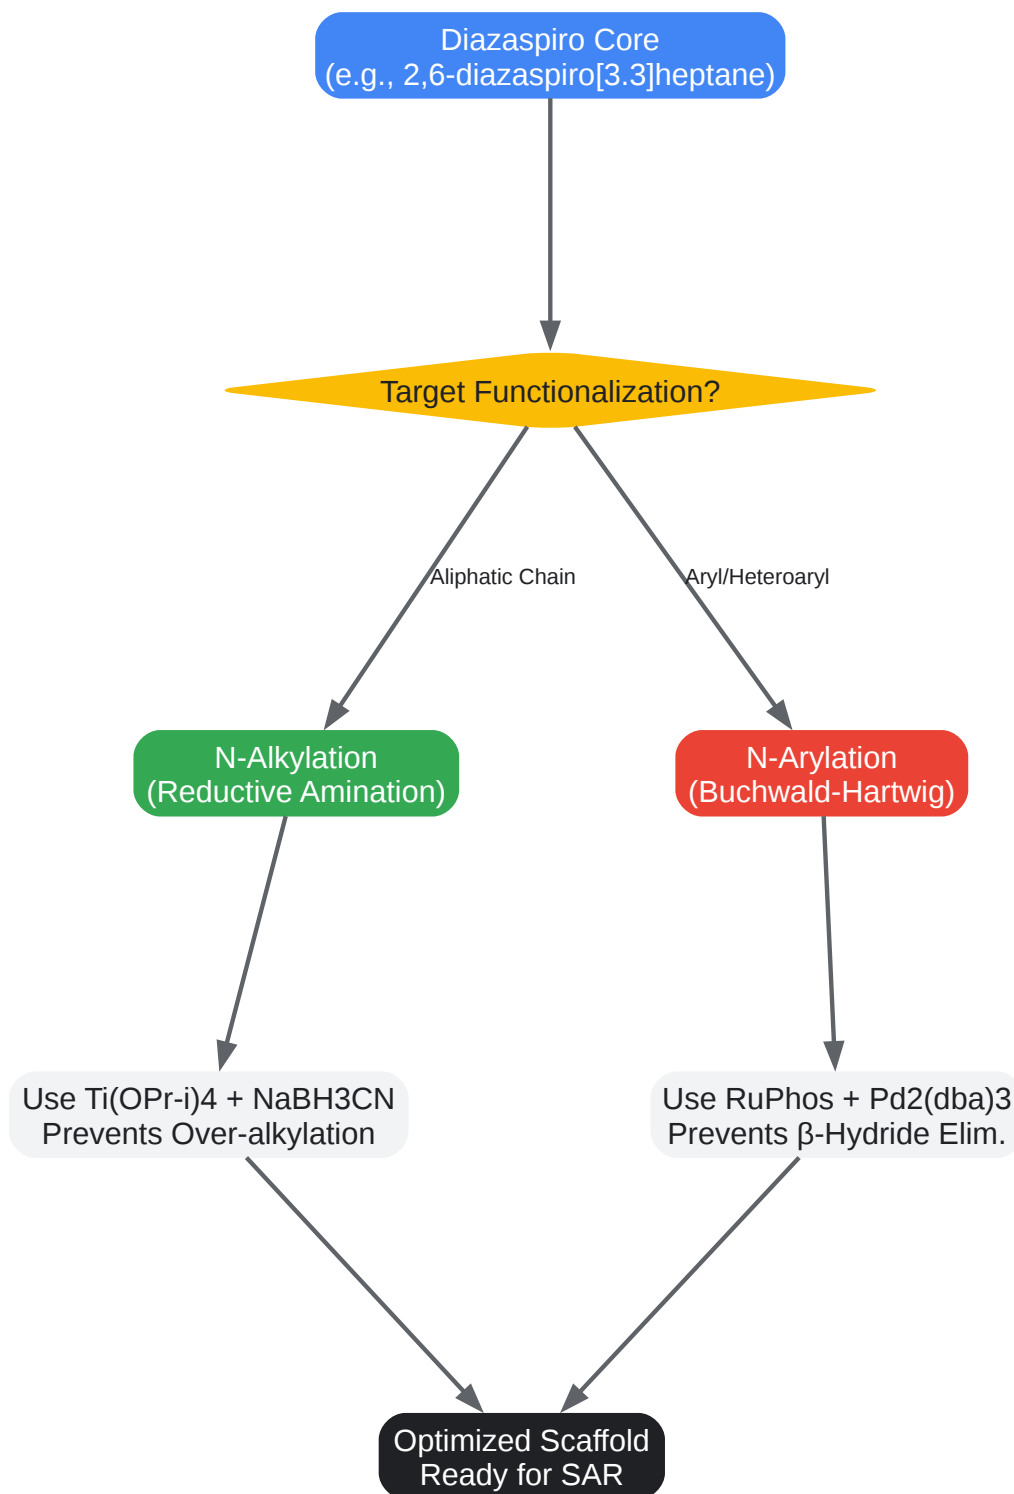 Diazaspiro Core
(e.g., 2,6-diazaspiro[3.3]heptane)
Target Functionalization?
Aliphatic Chain
Aryl/Heteroaryl
N-Alkylation
(Reductive Amination)
N-Arylation
(Buchwald-Hartwig)
Use Ti(OPr-i)4 + NaBH3CN
Prevents Over-alkylation
Use RuPhos + Pd2(dba)3
Prevents β-Hydride Elim.
Optimized Scaffold
Ready for SAR